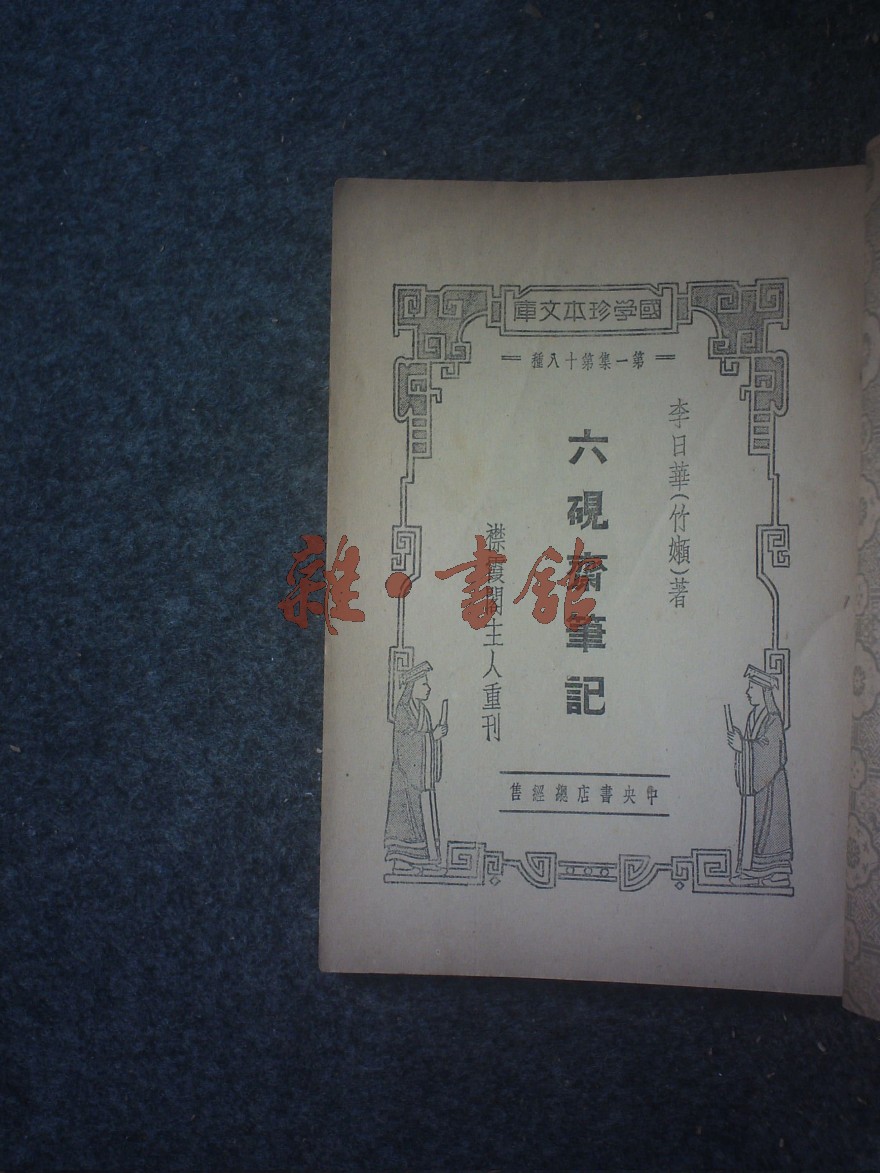 國学珍本文庫
第一集第十八種
李日華（竹嬾）著
六硯齋筆記
襟霞閣主人重刊
中央書店總經售
雜·書館